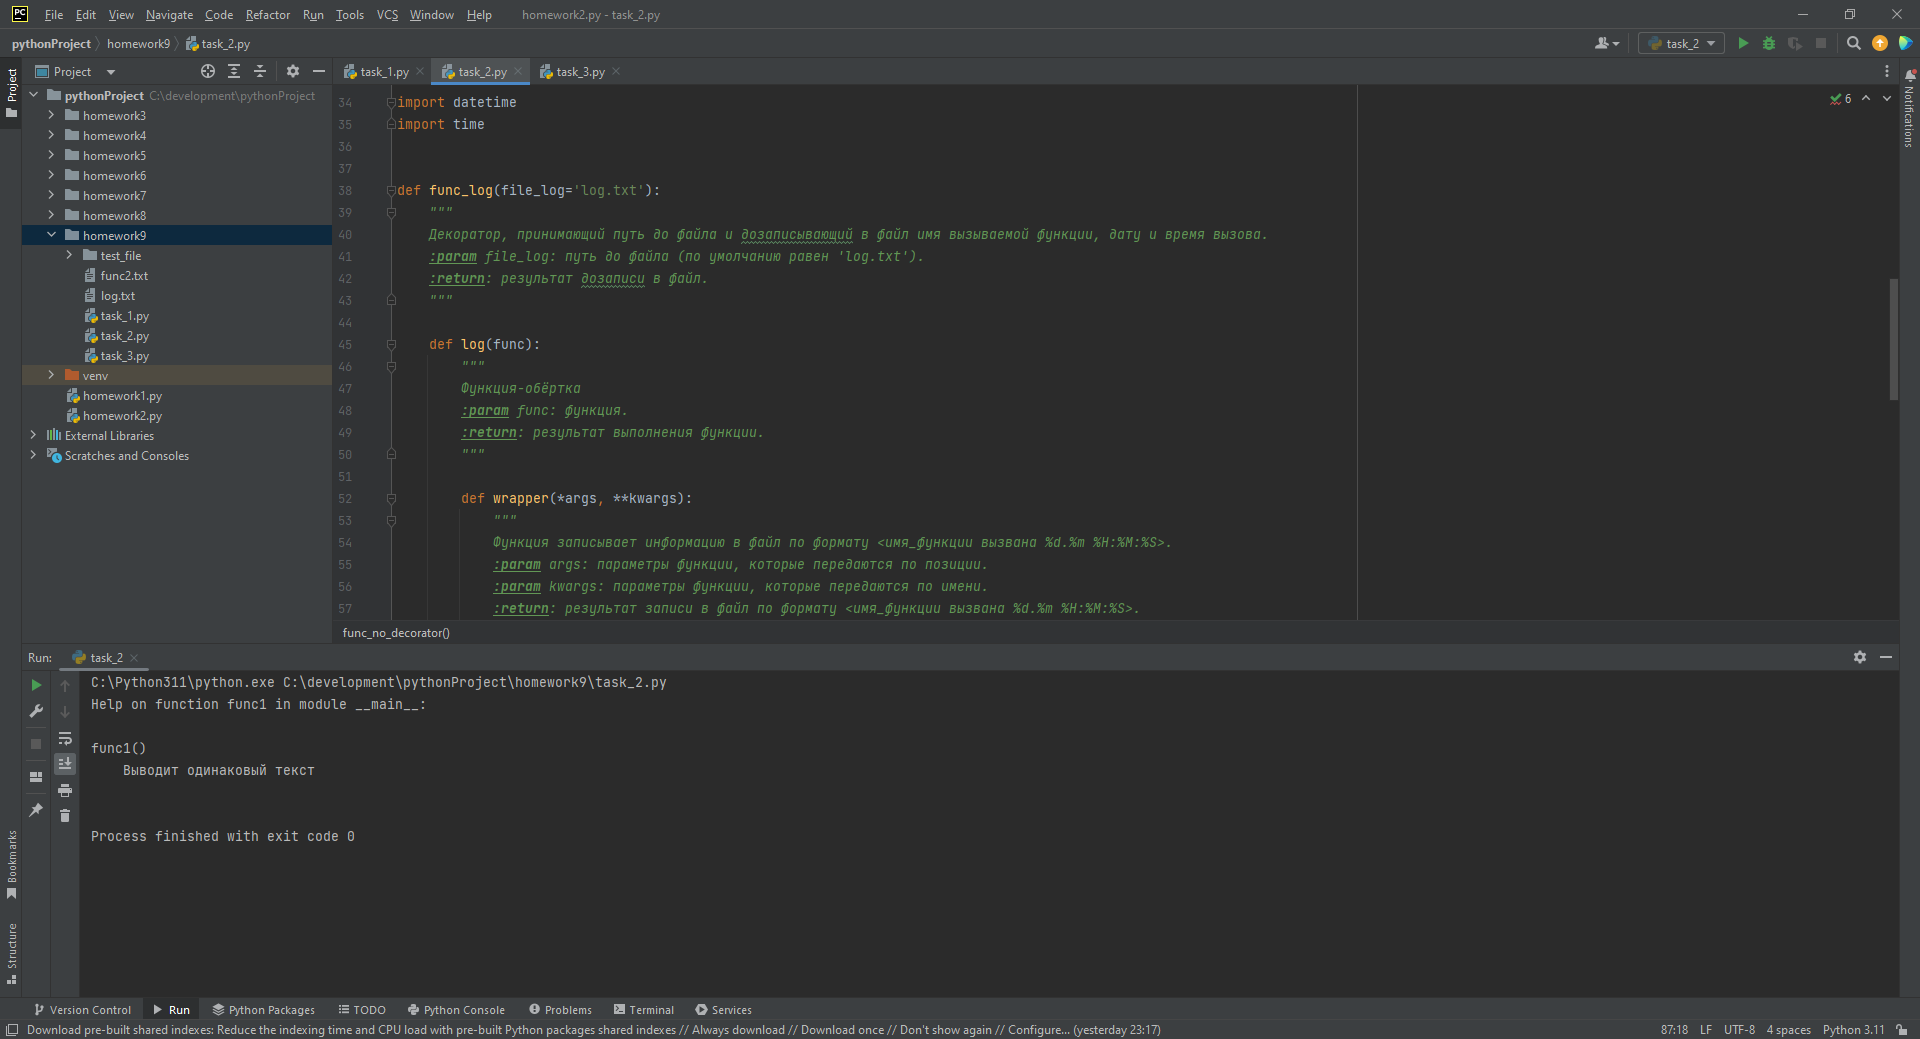 PC File Edit View Navigate Code Refactor Run Tools VCS Window Help homework2.py - task_2.py
pythonProject homework9 task_2.py
task_2
Project
task_1.py task_2.py task_3.py
Project
Notifications
pythonProject C:\development\pythonProject
homework3
homework4
homework5
homework6
homework7
homework8
homework9
test_file
func2.txt
log.txt
task_1.py
task_2.py
task_3.py
venv
homework1.py
homework2.py
External Libraries
Scratches and Consoles
6
34 import datetime
35 import time
36
37
38 def func_log(file_log='log.txt'):
39 """
40 Декоратор, принимающий путь до файла и дозаписывающий в файл имя вызываемой функции, дату и время вызова.
41 :param file_log: путь до файла (по умолчанию равен 'log.txt').
42 :return: результат дозаписи в файл.
43 """
44
45 def log(func):
46 """
47 Функция-обёртка
48 :param func: функция.
49 :return: результат выполнения функции.
50 """
51
52 def wrapper(*args, **kwargs):
53 """
54 Функция записывает информацию в файл по формату <имя_функции вызвана %d.%m %H:%M:%S>.
55 :param args: параметры функции, которые передаются по позиции.
56 :param kwargs: параметры функции, которые передаются по имени.
57 :return: результат записи в файл по формату <имя_функции вызвана %d.%m %H:%M:%S>.
func_no_decorator()
Run: task_2
C:\Python311\python.exe C:\development\pythonProject\homework9\task_2.py
Help on function func1 in module __main__:
func1()
Выводит одинаковый текст
Process finished with exit code 0
Bookmarks
Structure
Version Control Run Python Packages TODO Python Console Problems Terminal Services
Download pre-built shared indexes: Reduce the indexing time and CPU load with pre-built Python packages shared indexes // Always download // Download once // Don't show again // Configure... (yesterday 23:17)
87:18 LF UTF-8 4 spaces Python 3.11